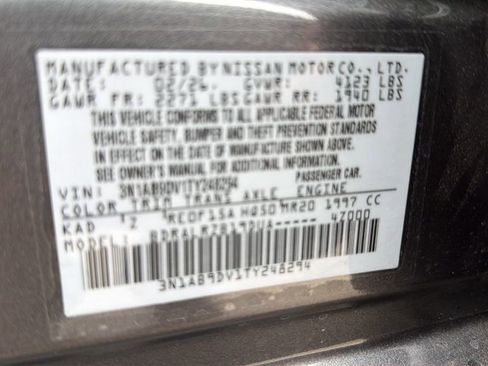 MANUFACTURED BY NISSAN MOTOR CO., LTD.
DATE: 02/26 GVWR: 4123 LBS
GAWR FR: 2271 LBS GAWR RR: 1940 LBS
THIS VEHICLE CONFORMS TO ALL APPLICABLE FEDERAL MOTOR
VEHICLE SAFETY, BUMPER AND THEFT PREVENTION STANDARDS
IN EFFECT ON THE DATE OF MANUFACTURE SHOWN ABOVE.
SEE OWNER'S MANUAL FOR ADDITIONAL INFORMATION
PASSENGER CAR.
VIN: 3N1AB9DV1TY248294
COLOR TRIM TRANS AXLE ENGINE
KAD Z RE0F15A HQ50 MR20 1997 CC
47000
3N1AB9DV1TY248294